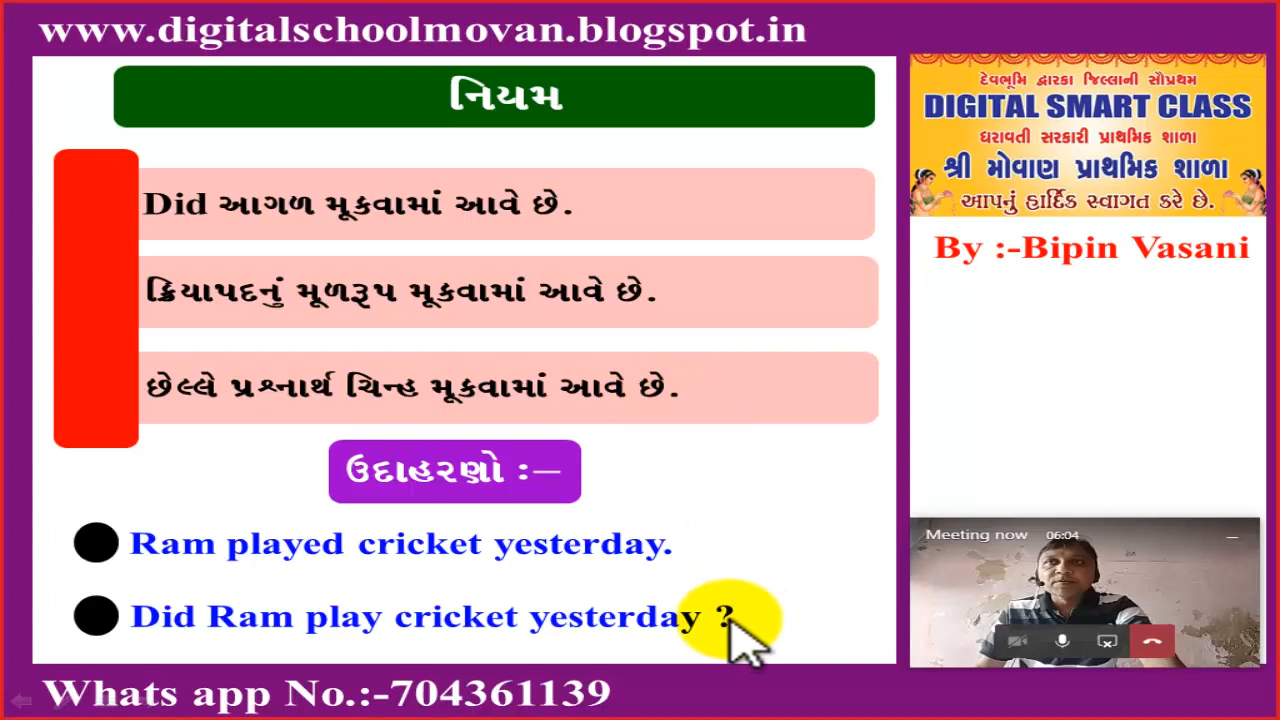 www.digitalschoolmovan.blogspot.in
નિયમ
Did આગળ મૂકવામાં આવે છે.
ક્રિયાપદનું મૂળરૂપ મૂકવામાં આવે છે.
છેલ્લે પ્રશ્નાર્થ ચિન્હ મૂકવામાં આવે છે.
ઉદાહરણો :–
Ram played cricket yesterday.
Did Ram play cricket yesterday ?
Whats app No.:-704361139
દેવભૂમિ દ્વારકા જિલ્લાની સૌપ્રથમ
DIGITAL SMART CLASS
ધરાવતી સરકારી પ્રાથમિક શાળા
શ્રી મોવાણ પ્રાથમિક શાળા
આપનું હાર્દિક સ્વાગત કરે છે.
By :-Bipin Vasani
Meeting now 06:04